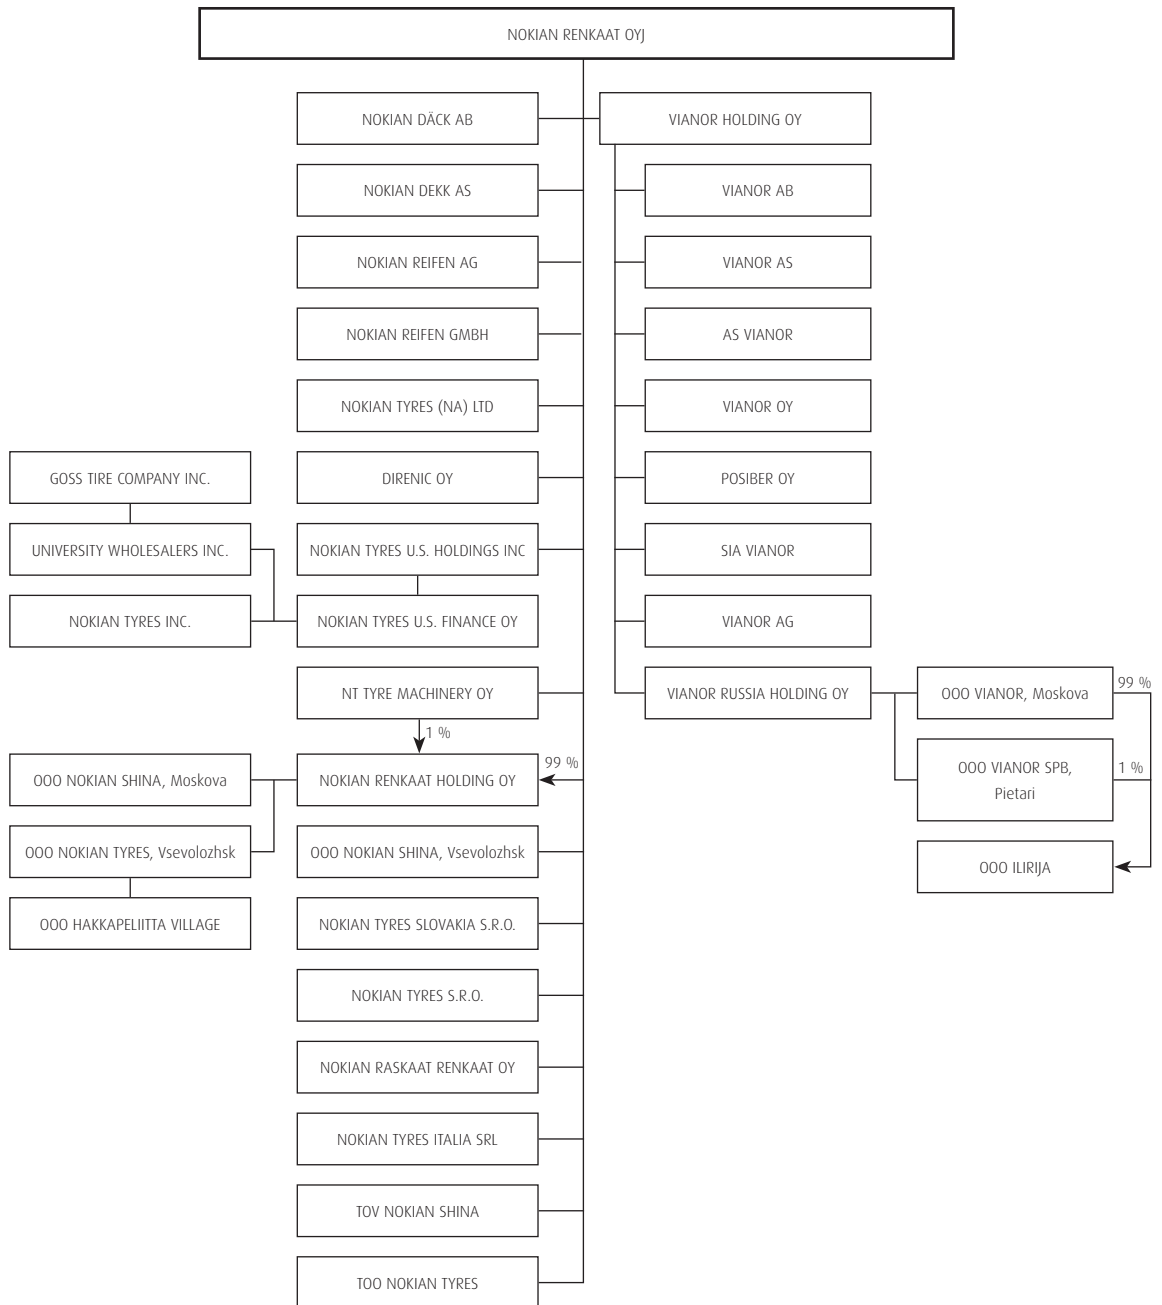 NOKIAN RENKAAT OYJ
NOKIAN DÄCK AB
VIANOR HOLDING OY
NOKIAN DEKK AS
VIANOR AB
NOKIAN REIFEN AG
VIANOR AS
NOKIAN REIFEN GMBH
AS VIANOR
NOKIAN TYRES (NA) LTD
VIANOR OY
GOSS TIRE COMPANY INC.
DIRENIC OY
POSIBER OY
UNIVERSITY WHOLESALERS INC.
NOKIAN TYRES U.S. HOLDINGS INC
SIA VIANOR
NOKIAN TYRES INC.
NOKIAN TYRES U.S. FINANCE OY
VIANOR AG
NT TYRE MACHINERY OY
VIANOR RUSSIA HOLDING OY
OOO VIANOR, Moskova
99 %
1 %
OOO NOKIAN SHINA, Moskova
NOKIAN RENKAAT HOLDING OY
99 %
OOO VIANOR SPB,
Pietari
1 %
OOO NOKIAN TYRES, Vsevolozhsk
OOO NOKIAN SHINA, Vsevolozhsk
OOO ILIRIJA
OOO HAKKAPELIITTA VILLAGE
NOKIAN TYRES SLOVAKIA S.R.O.
NOKIAN TYRES S.R.O.
NOKIAN RASKAAT RENKAAT OY
NOKIAN TYRES ITALIA SRL
TOV NOKIAN SHINA
TOO NOKIAN TYRES